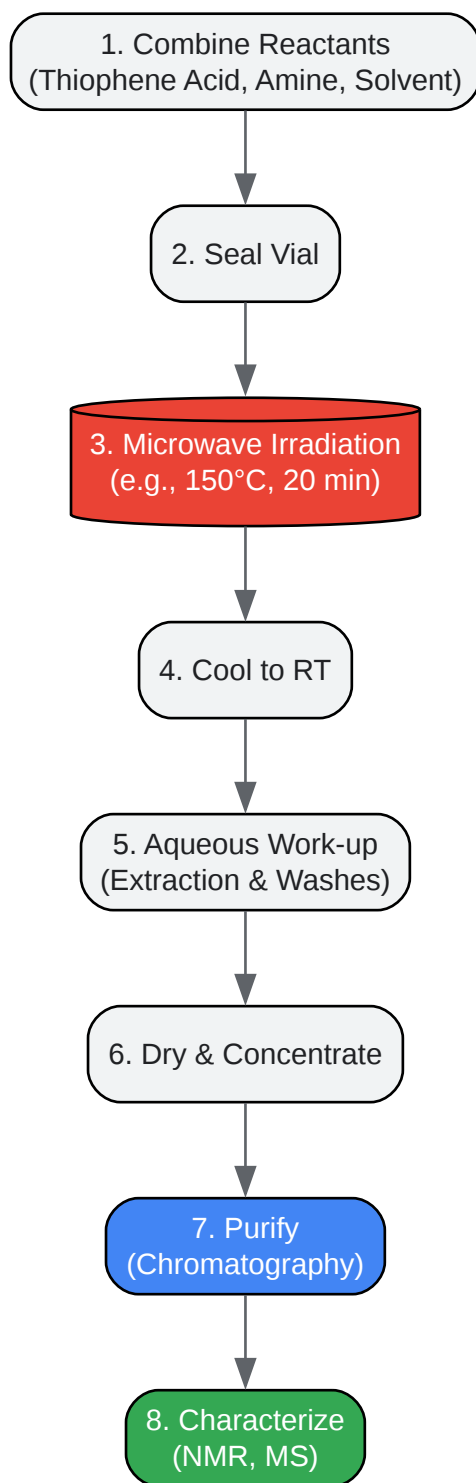 1. Combine Reactants
(Thiophene Acid, Amine, Solvent)
2. Seal Vial
3. Microwave Irradiation
(e.g., 150°C, 20 min)
4. Cool to RT
5. Aqueous Work-up
(Extraction & Washes)
6. Dry & Concentrate
7. Purify
(Chromatography)
8. Characterize
(NMR, MS)